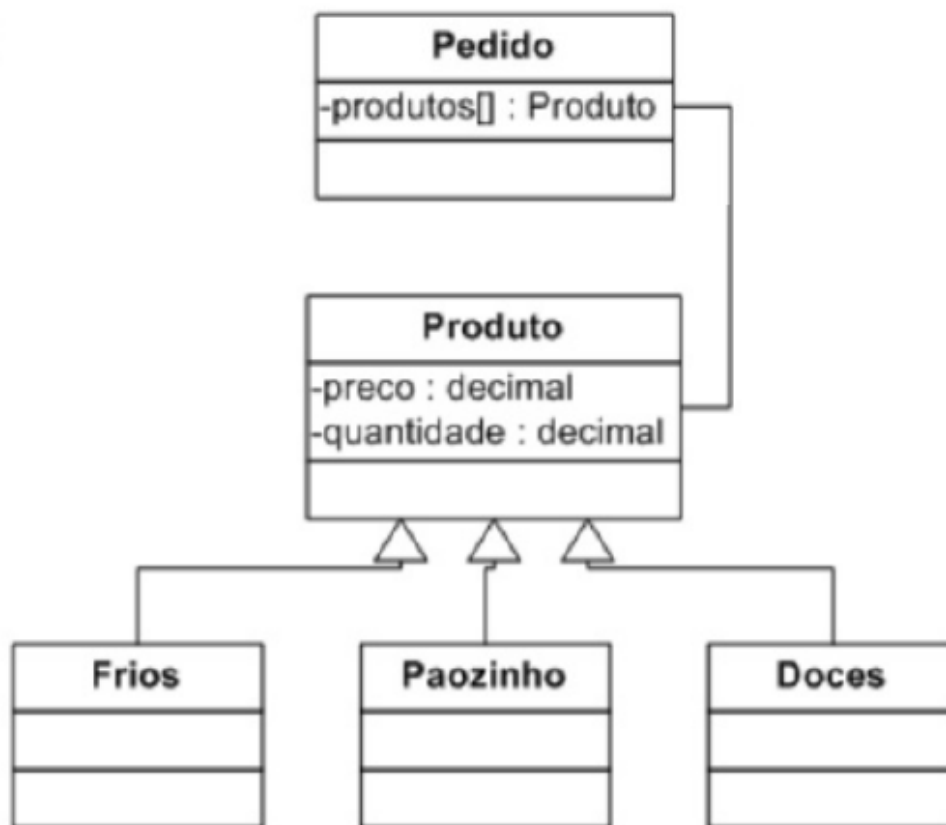 Pedido
-produtos[] : Produto
Produto
-preco : decimal
-quantidade : decimal
Frios
Paozinho
Doces